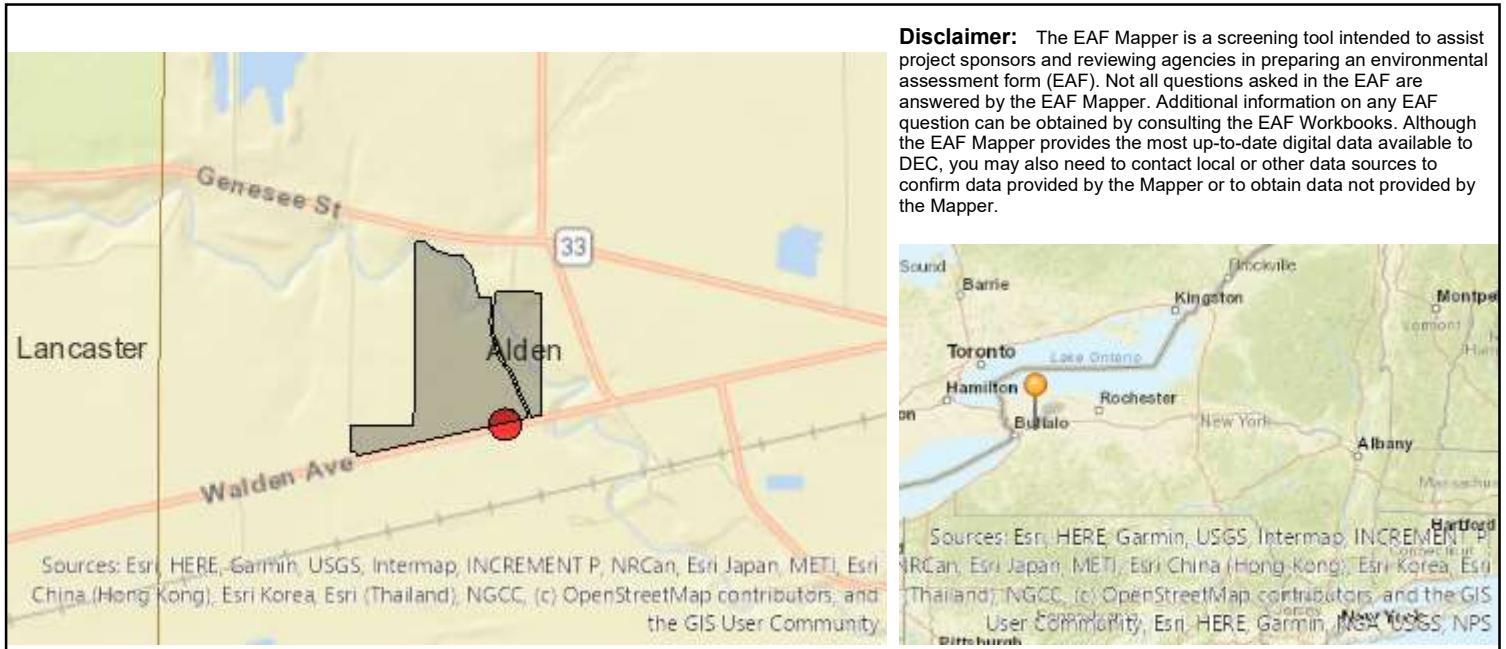 Disclaimer: The EAF Mapper is a screening tool intended to assist
project sponsors and reviewing agencies in preparing an environmental
assessment form (EAF). Not all questions asked in the EAF are
answered by the EAF Mapper. Additional information on any EAF
question can be obtained by consulting the EAF Workbooks. Although
the EAF Mapper provides the most up-to-date digital data available to
DEC, you may also need to contact local or other data sources to
confirm data provided by the Mapper or to obtain data not provided by
the Mapper.
Genesee St
33
Lancaster
Alden
Walden Ave
Sources: Esri, HERE, Garmin, USGS, Intermap, INCREMENT P, NRCan, Esri Japan, METI, Esri
China (Hong Kong), Esri Korea, Esri (Thailand), NGCC, (c) OpenStreetMap contributors, and
the GIS User Community
Sound
Barrie
Brockville
Kingston
Montpe
Toronto
Lake Ontario
Hamilton
Rochester
Buffalo
New York
Albany
Hartford
Sources: Esri, HERE, Garmin, USGS, Intermap, INCREMENT P,
NRCan, Esri Japan, METI, Esri China (Hong Kong), Esri Korea, Esri
(Thailand), NGCC, (c) OpenStreetMap contributors, and the GIS
User Community, Esri, HERE, Garmin, NGA, USGS, NPS
New York
Pittsburgh